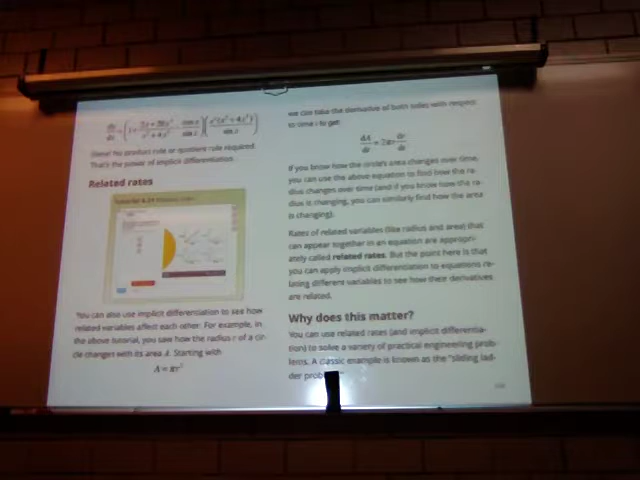 Done! No product rule or quotient rule required.
That's the power of implicit differentiation.
Related rates
You can also use implicit differentiation to see how
related variables affect each other. For example, in
the above tutorial, you saw how the radius r of a cir-
cle changes with its area A. Starting with
A = πr²
we can take the derivative of both sides with respect
to time t to get:
dA/dt = 2πr dr/dt
If you know how the circle's area changes over time,
you can use the above equation to find how the ra-
dius changes over time (and if you know how the ra-
dius is changing, you can similarly find how the area
is changing).
Rates of related variables (like radius and area) that
can appear together in an equation are appropri-
ately called related rates. But the point here is that
you can apply implicit differentiation to equations re-
lating different variables to see how their derivatives
are related.
Why does this matter?
You can use related rates (and implicit differentia-
tion) to solve a variety of practical engineering prob-
lems. A classic example is known as the "sliding lad-
der